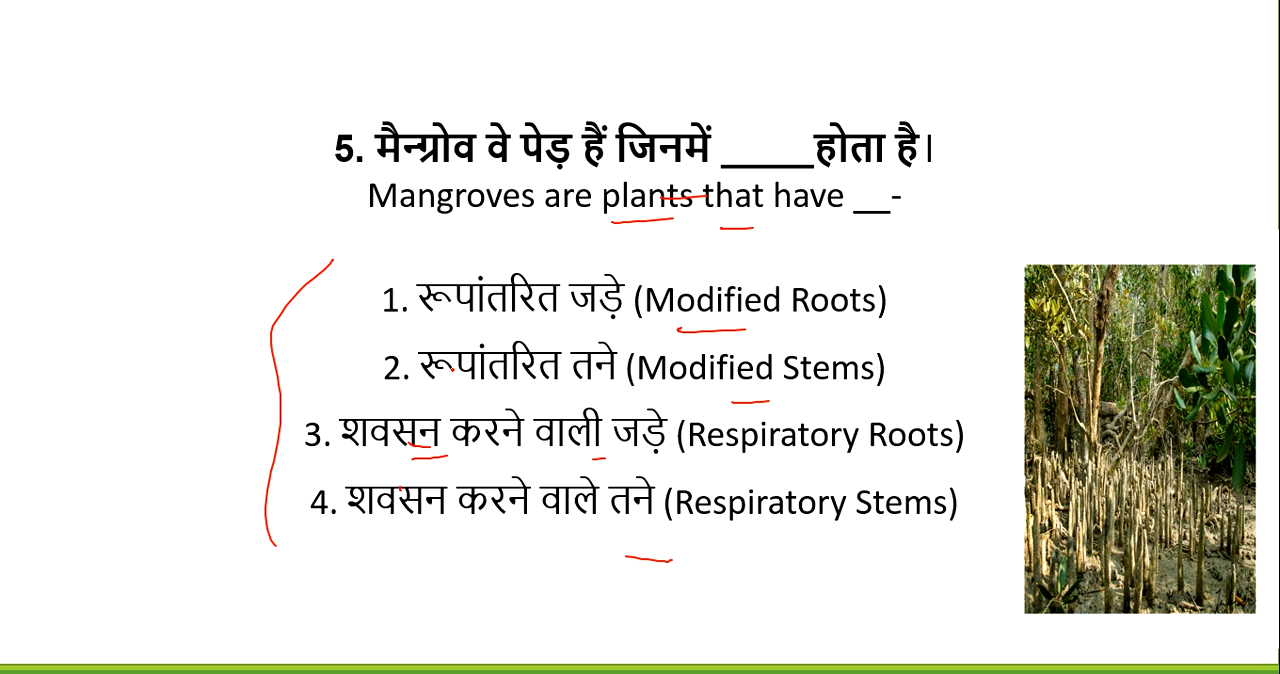 5. मैन्ग्रोव वे पेड़ हैं जिनमें _____होता है।
Mangroves are plants that have __-
1. रूपांतरित जड़े (Modified Roots)
2. रूपांतरित तने (Modified Stems)
3. शवसन करने वाली जड़े (Respiratory Roots)
4. शवसन करने वाले तने (Respiratory Stems)